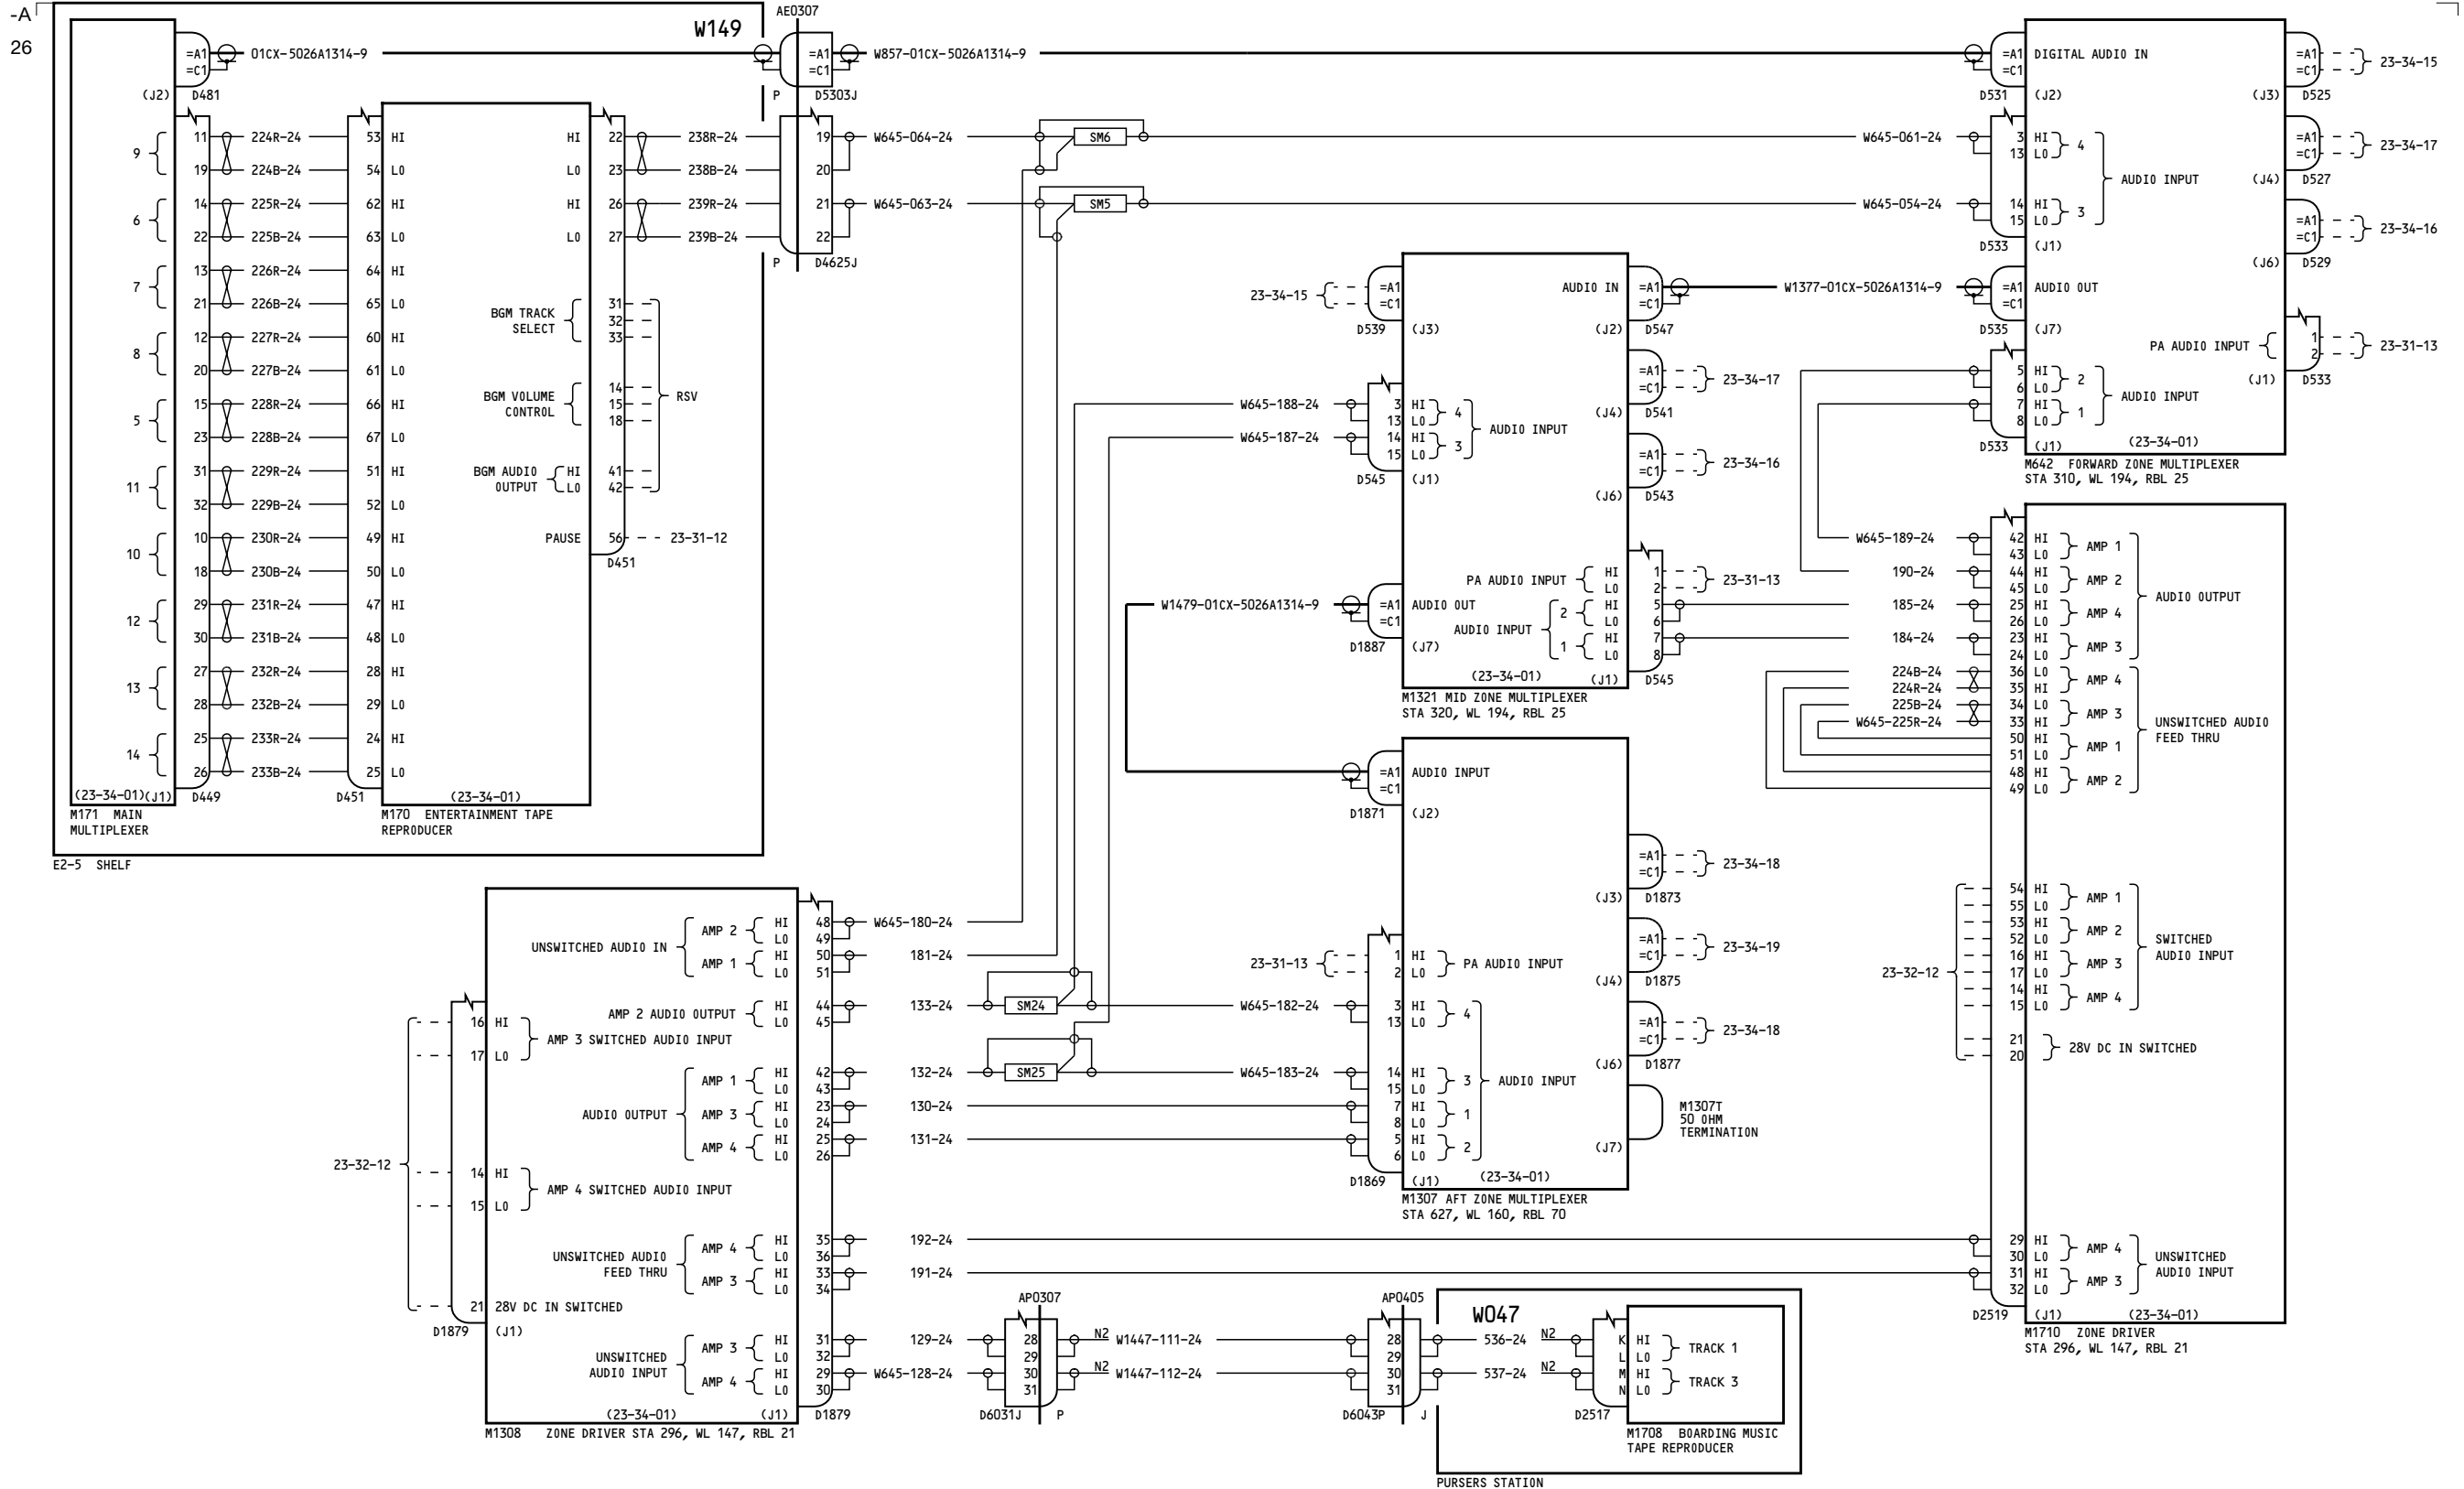 -A
26
W149
AE0307
=A1
=C1
01CX-5026A1314-9
(J2) D481
=A1
=C1
W857-01CX-5026A1314-9
P D5303J
9
11 224R-24 53 HI
19 224B-24 54 LO
6
14 225R-24 62 HI
22 225B-24 63 LO
7
13 226R-24 64 HI
21 226B-24 65 LO
8
12 227R-24 60 HI
20 227B-24 61 LO
5
15 228R-24 66 HI
23 228B-24 67 LO
11
31 229R-24 51 HI
32 229B-24 52 LO
10
10 230R-24 49 HI
18 230B-24 50 LO
12
29 231R-24 47 HI
30 231B-24 48 LO
13
27 232R-24 28 HI
28 232B-24 29 LO
14
25 233R-24 24 HI
26 233B-24 25 LO
(23-34-01)(J1) D449
M171 MAIN
MULTIPLEXER
D451
(23-34-01)
M170 ENTERTAINMENT TAPE
REPRODUCER
E2-5 SHELF
HI 22 238R-24 19
LO 23 238B-24 20
HI 26 239R-24 21
LO 27 239B-24 22
P D4625J
BGM TRACK
SELECT
31
32
33
BGM VOLUME
CONTROL
14
15
18
RSV
BGM AUDIO
OUTPUT
HI 41
LO 42
PAUSE 56 23-31-12
D451
W645-064-24
SM6
W645-061-24
W645-063-24
SM5
W645-054-24
=A1 DIGITAL AUDIO IN
=C1
D531 (J2)
3 HI
13 LO
4
14 HI
15 LO
3
AUDIO INPUT
D533 (J1)
=A1 AUDIO OUT
=C1
D535 (J7)
5 HI
6 LO
2
7 HI
8 LO
1
AUDIO INPUT
D533 (J1) (23-34-01)
M642 FORWARD ZONE MULTIPLEXER
STA 310, WL 194, RBL 25
=A1
=C1
23-34-15
(J3) D525
=A1
=C1
23-34-17
(J4) D527
=A1
=C1
23-34-16
(J6) D529
PA AUDIO INPUT
1
2
23-31-13
(J1) D533
23-34-15
=A1
=C1
D539 (J3)
AUDIO IN =A1
=C1
W1377-01CX-5026A1314-9
(J2) D547
=A1
=C1
23-34-17
(J4) D541
=A1
=C1
23-34-16
(J6) D543
W645-188-24
3 HI
13 LO
4
W645-187-24
14 HI
15 LO
3
AUDIO INPUT
D545 (J1)
PA AUDIO INPUT
HI 1
LO 2
23-31-13
AUDIO INPUT
2
HI 5
LO 6
185-24
1
HI 7
LO 8
184-24
(J1) D545
W1479-01CX-5026A1314-9
=A1 AUDIO OUT
=C1
D1887 (J7)
(23-34-01)
M1321 MID ZONE MULTIPLEXER
STA 320, WL 194, RBL 25
=A1 AUDIO INPUT
=C1
D1871 (J2)
=A1
=C1
23-34-18
(J3) D1873
=A1
=C1
23-34-19
(J4) D1875
=A1
=C1
23-34-18
(J6) D1877
M1307T
50 OHM
TERMINATION
(J7)
23-31-13
1 HI
2 LO
PA AUDIO INPUT
3 HI
13 LO
4
14 HI
15 LO
3
7 HI
8 LO
1
5 HI
6 LO
2
AUDIO INPUT
D1869 (J1) (23-34-01)
M1307 AFT ZONE MULTIPLEXER
STA 627, WL 160, RBL 70
W645-189-24
42 HI
43 LO
AMP 1
190-24
44 HI
45 LO
AMP 2
25 HI
26 LO
AMP 4
23 HI
24 LO
AMP 3
AUDIO OUTPUT
224B-24 36 LO
224R-24 35 HI
AMP 4
225B-24 34 LO
W645-225R-24 33 HI
AMP 3
50 HI
51 LO
AMP 1
48 HI
49 LO
AMP 2
UNSWITCHED AUDIO
FEED THRU
54 HI
55 LO
AMP 1
53 HI
52 LO
AMP 2
16 HI
17 LO
AMP 3
14 HI
15 LO
AMP 4
SWITCHED
AUDIO INPUT
23-32-12
21
20
28V DC IN SWITCHED
29 HI
30 LO
AMP 4
31 HI
32 LO
AMP 3
UNSWITCHED
AUDIO INPUT
D2519 (J1) (23-34-01)
M1710 ZONE DRIVER
STA 296, WL 147, RBL 21
UNSWITCHED AUDIO IN
AMP 2
HI 48
LO 49
W645-180-24
AMP 1
HI 50
LO 51
181-24
AMP 2 AUDIO OUTPUT
HI 44
LO 45
133-24
SM24
W645-182-24
AUDIO OUTPUT
AMP 1
HI 42
LO 43
132-24
SM25
W645-183-24
AMP 3
HI 23
LO 24
130-24
AMP 4
HI 25
LO 26
131-24
UNSWITCHED AUDIO
FEED THRU
AMP 4
HI 35
LO 36
192-24
AMP 3
HI 33
LO 34
191-24
UNSWITCHED
AUDIO INPUT
AMP 3
HI 31
LO 32
129-24
AMP 4
HI 29
LO 30
W645-128-24
(23-34-01) (J1) D1879
M1308 ZONE DRIVER STA 296, WL 147, RBL 21
23-32-12
16 HI
17 LO
AMP 3 SWITCHED AUDIO INPUT
14 HI
15 LO
AMP 4 SWITCHED AUDIO INPUT
21 28V DC IN SWITCHED
D1879 (J1)
AP0307
28
29
30
31
D6031J P
N2 W1447-111-24
N2 W1447-112-24
AP0405
28
29
30
31
D6043P J
W047
536-24 N2
537-24 N2
K HI
L LO
TRACK 1
M HI
N LO
TRACK 3
D2517
M1708 BOARDING MUSIC
TAPE REPRODUCER
PURSERS STATION